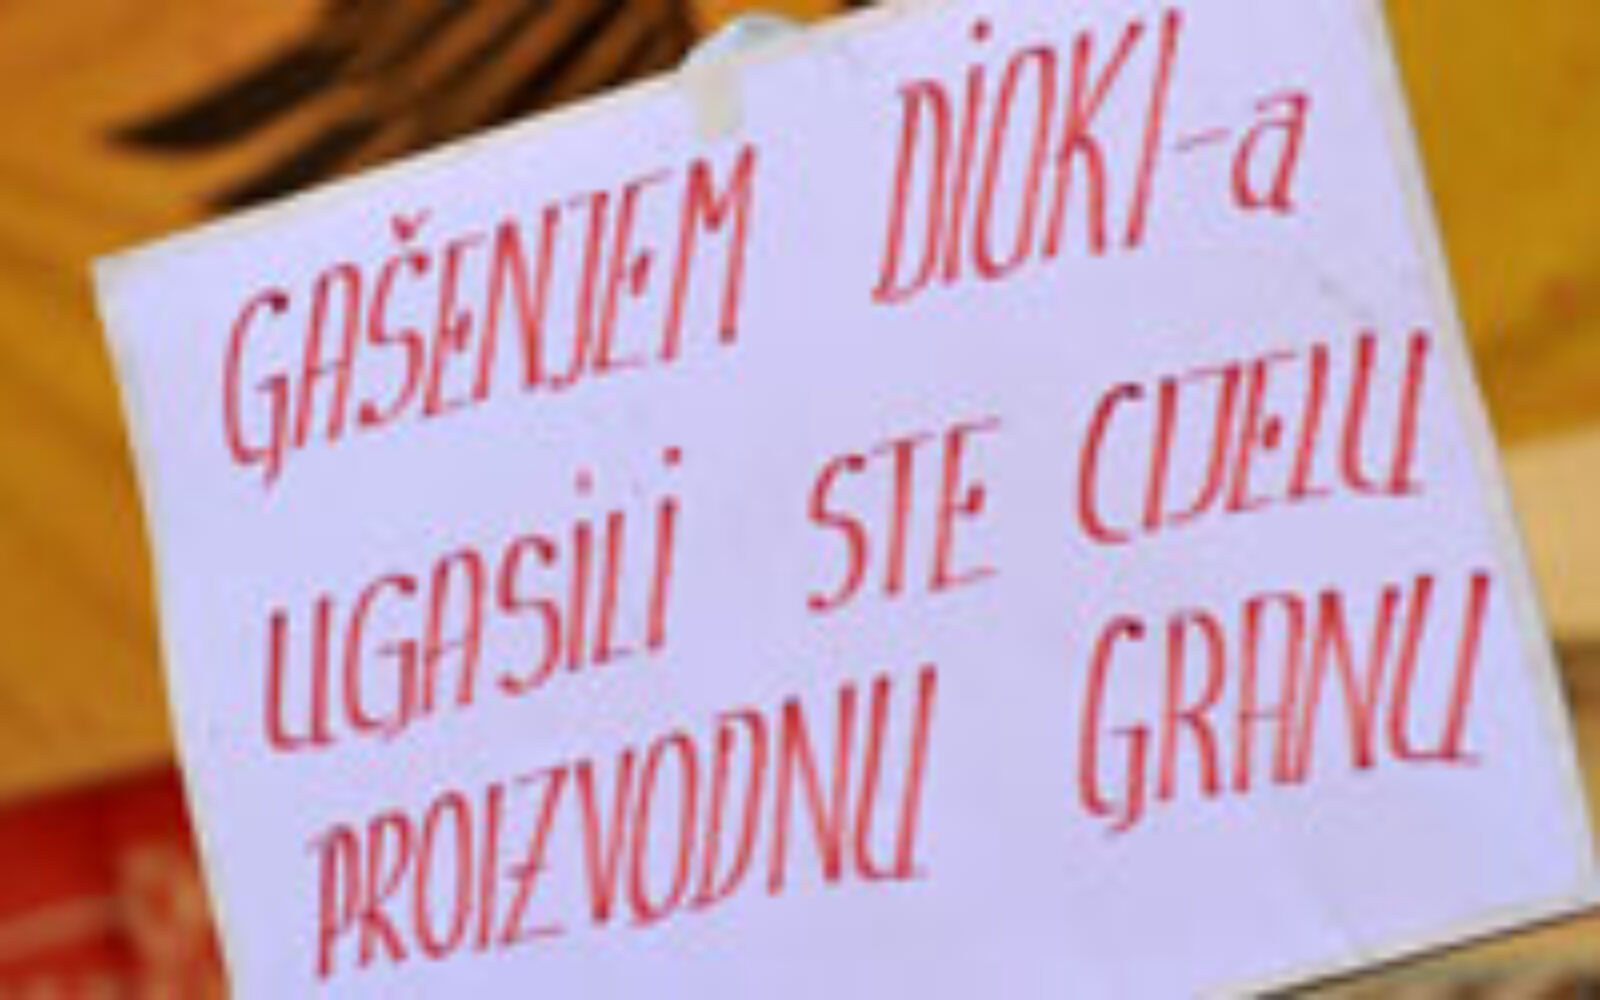 GAŠENJEM DiOKI-a
UGASiLi STE CIJELU
PROIZVODNU GRANU